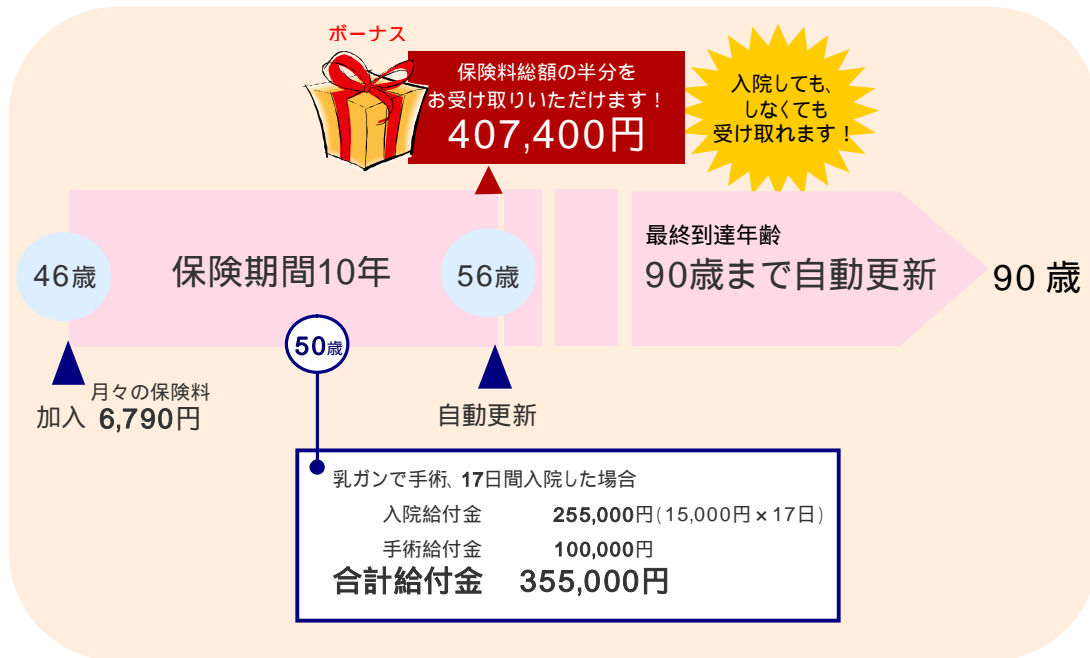 ボーナス
保険料総額の半分を
お受け取りいただけます！
407,400円
入院しても、
しなくても
受け取れます！
46歳
保険期間10年
56歳
最終到達年齢
90歳まで自動更新
90 歳
50歳
月々の保険料
加入 6,790円
自動更新
乳ガンで手術、17日間入院した場合
入院給付金 255,000円(15,000円×17日)
手術給付金 100,000円
合計給付金 355,000円